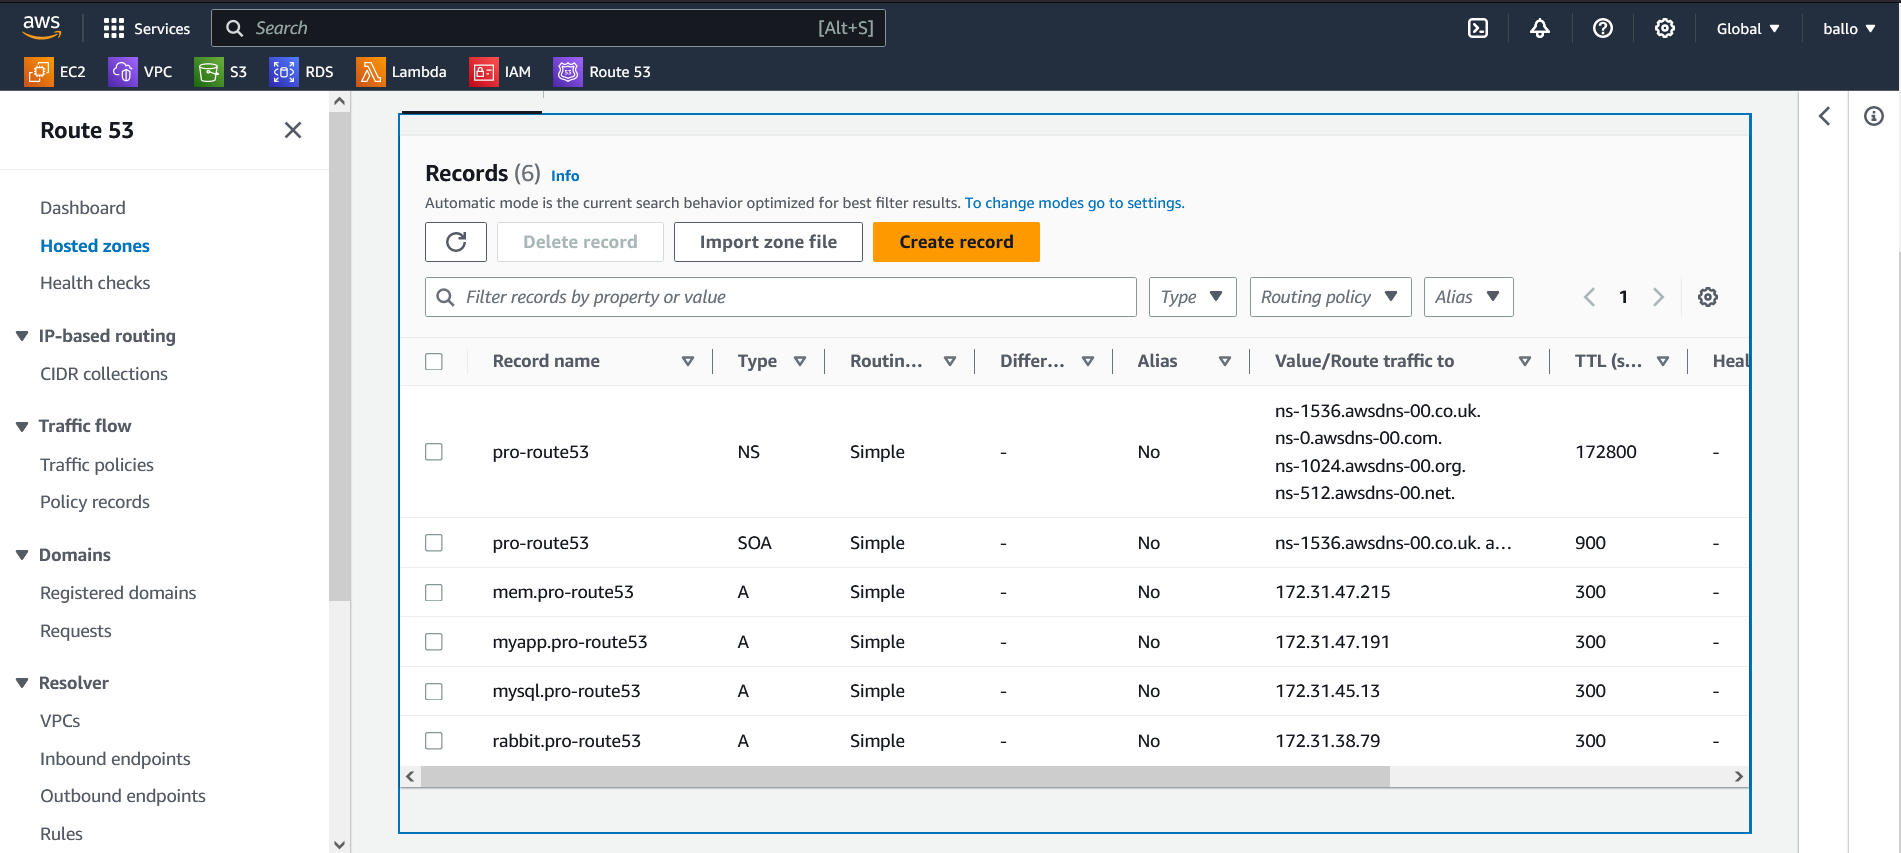 aws
Services
Search [Alt+S]
Global
ballo
EC2 VPC S3 RDS Lambda IAM Route 53
Route 53
Dashboard
Hosted zones
Health checks
IP-based routing
CIDR collections
Traffic flow
Traffic policies
Policy records
Domains
Registered domains
Requests
Resolver
VPCs
Inbound endpoints
Outbound endpoints
Rules
Records (6) Info
Automatic mode is the current search behavior optimized for best filter results. To change modes go to settings.
Delete record Import zone file Create record
Filter records by property or value Type Routing policy Alias 1
Record name Type Routin... Differ... Alias Value/Route traffic to TTL (s... Heal
pro-route53 NS Simple - No ns-1536.awsdns-00.co.uk.
ns-0.awsdns-00.com.
ns-1024.awsdns-00.org.
ns-512.awsdns-00.net. 172800 -
pro-route53 SOA Simple - No ns-1536.awsdns-00.co.uk. a... 900 -
mem.pro-route53 A Simple - No 172.31.47.215 300 -
myapp.pro-route53 A Simple - No 172.31.47.191 300 -
mysql.pro-route53 A Simple - No 172.31.45.13 300 -
rabbit.pro-route53 A Simple - No 172.31.38.79 300 -